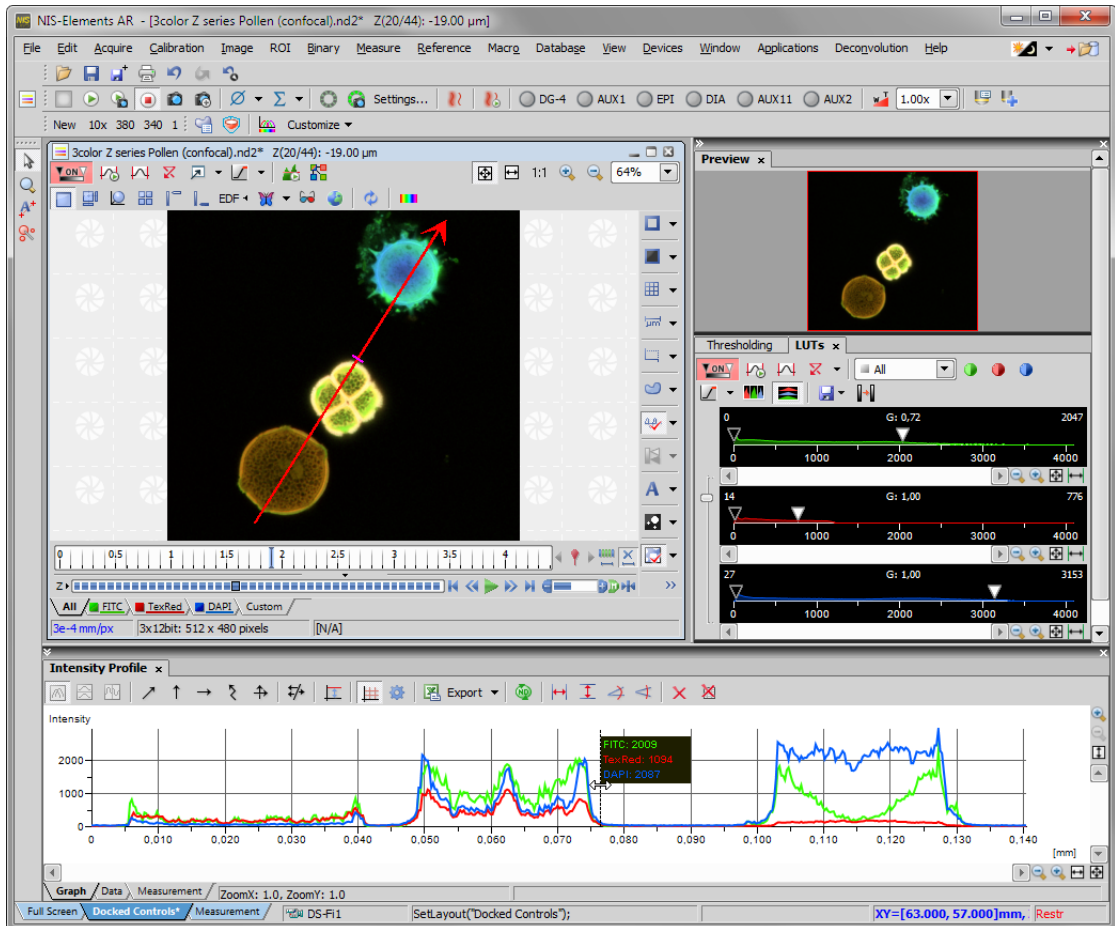 NIS-Elements AR - [3color Z series Pollen (confocal).nd2* Z(20/44): -19.00 µm]
File Edit Acquire Calibration Image ROI Binary Measure Reference Macro Database View Devices Window Applications Deconvolution Help
Settings... DG-4 AUX1 EPI DIA AUX11 AUX2 1.00x
New 10x 380 340 1 Customize
3color Z series Pollen (confocal).nd2* Z(20/44): -19.00 µm
ON 1:1 64%
EDF
µm
A
0 0.5 1 1.5 2 2.5 3 3.5 4
Z
All FITC TexRed DAPI Custom
3e-4 mm/px 3x12bit: 512 x 480 pixels [N/A]
Preview x
Thresholding LUTs x
ON All
0 G: 0,72 2047
0 1000 2000 3000 4000
14 G: 1,00 776
0 1000 2000 3000 4000
27 G: 1,00 3153
0 1000 2000 3000 4000
Intensity Profile x
Export ND
Intensity
2000
1000
0
FITC: 2009
TexRed: 1094
DAPI: 2087
0 0,010 0,020 0,030 0,040 0,050 0,060 0,070 0,080 0,090 0,100 0,110 0,120 0,130 0,140
[mm]
Graph Data Measurement ZoomX: 1.0, ZoomY: 1.0
Full Screen Docked Controls* Measurement DS-Fi1 SetLayout("Docked Controls"); XY=[63.000, 57.000]mm, Restr